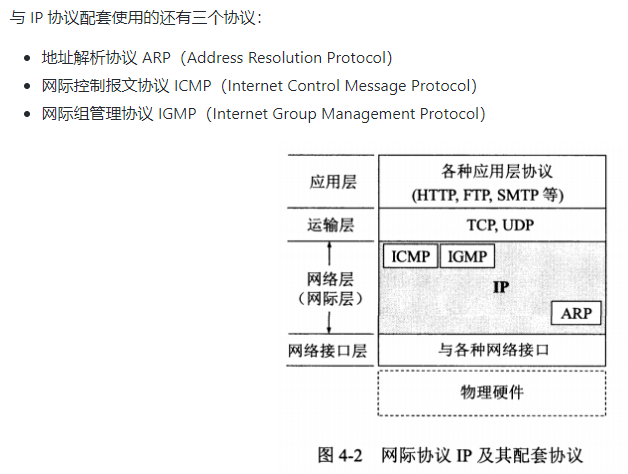 与 IP 协议配套使用的还有三个协议：
地址解析协议 ARP（Address Resolution Protocol）
网际控制报文协议 ICMP（Internet Control Message Protocol）
网际组管理协议 IGMP（Internet Group Management Protocol）
应用层
各种应用层协议
(HTTP, FTP, SMTP 等)
运输层
TCP, UDP
网络层
（网际层）
ICMP
IGMP
IP
ARP
网络接口层
与各种网络接口
物理硬件
图 4-2 网际协议 IP 及其配套协议